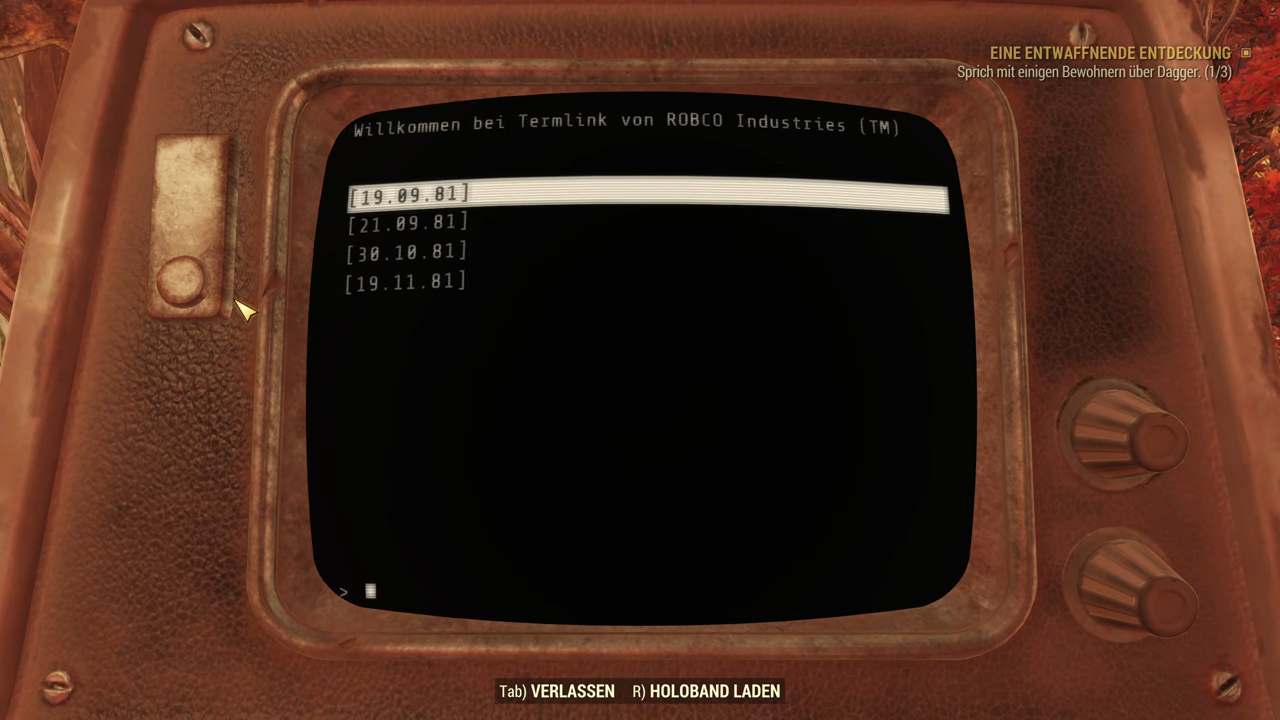 EINE ENTWAFFNENDE ENTDECKUNG
Sprich mit einigen Bewohnern über Dagger. (1/3)
Willkommen bei Termlink von ROBCO Industries (TM)
[19.09.81]
[21.09.81]
[30.10.81]
[19.11.81]
>
Tab) VERLASSEN R) HOLOBAND LADEN